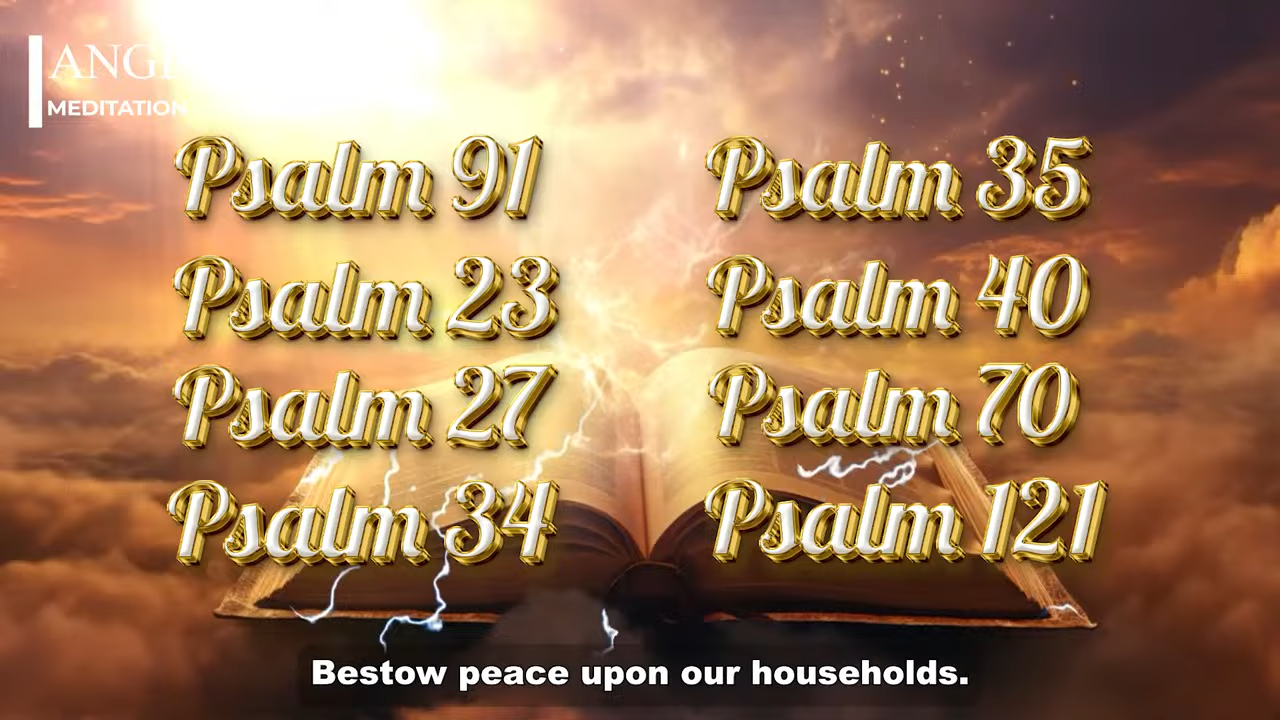 MEDITATION
Psalm 91
Psalm 23
Psalm 27
Psalm 34
Psalm 35
Psalm 40
Psalm 70
Psalm 121
Bestow peace upon our households.